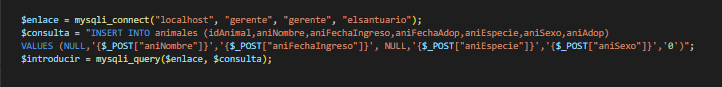 $enlace = mysqli_connect("localhost", "gerente", "gerente", "elsantuario");
$consulta = "INSERT INTO animales (idAnimal,aniNombre,aniFechaIngreso,aniFechaAdop,aniEspecie,aniSexo,aniAdop)
VALUES (NULL,'{$_POST["aniNombre"]}','{$_POST["aniFechaIngreso"]}', NULL,'{$_POST["aniEspecie"]}','{$_POST["aniSexo"]}','0')";
$introducir = mysqli_query($enlace, $consulta);